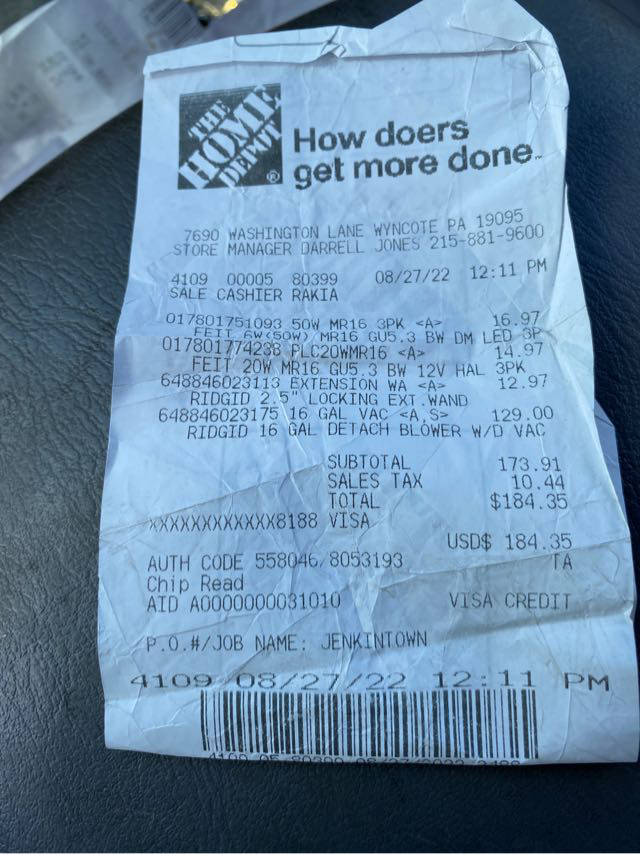 THE
HOME
DEPOT
®
How doers
get more done™
7690 WASHINGTON LANE WYNCOTE PA 19095
STORE MANAGER DARRELL JONES 215-881-9600
4109 00005 80399 08/27/22 12:11 PM
SALE CASHIER RAKIA
017801751093 50W MR16 3PK <A> 16.97
FEIT 6W(50W) MR16 GU5.3 BW DM LED 3P
017801774238 PLC20WMR16 <A> 14.97
FEIT 20W MR16 GU5.3 BW 12V HAL 3PK
648846023113 EXTENSION WA <A> 12.97
RIDGID 2.5" LOCKING EXT.WAND
648846023175 16 GAL VAC <A,S> 129.00
RIDGID 16 GAL DETACH BLOWER W/D VAC
SUBTOTAL 173.91
SALES TAX 10.44
TOTAL $184.35
XXXXXXXXXXXX8188 VISA
USD$ 184.35
AUTH CODE 558046/8053193 TA
Chip Read
AID A0000000031010 VISA CREDIT
P.O.#/JOB NAME: JENKINTOWN
4109 08/27/22 12:11 PM